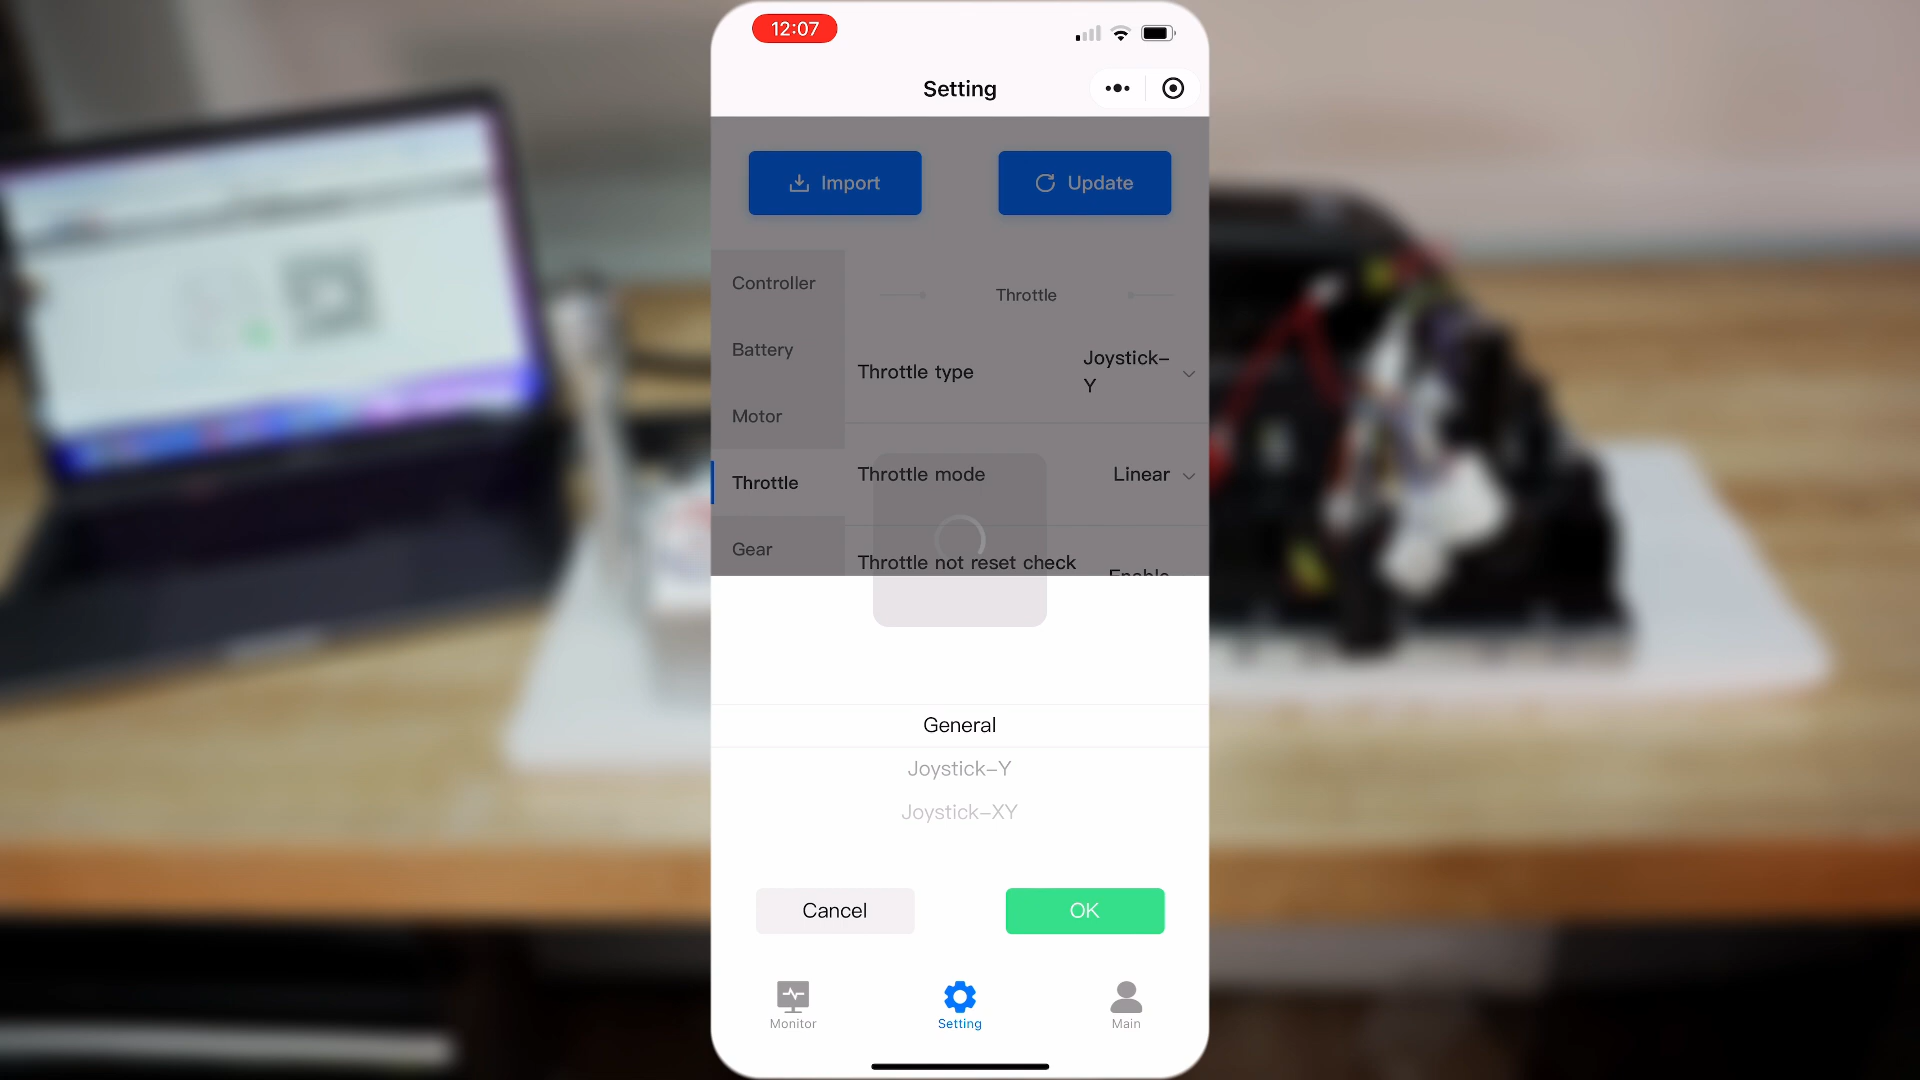 12:07
Setting
Import
Update
Controller
Throttle
Battery
Throttle type
Joystick-
Y
Motor
Throttle mode
Linear
Throttle
Gear
Throttle not reset check
Enable
General
Joystick-Y
Joystick-XY
Cancel
OK
Monitor
Setting
Main